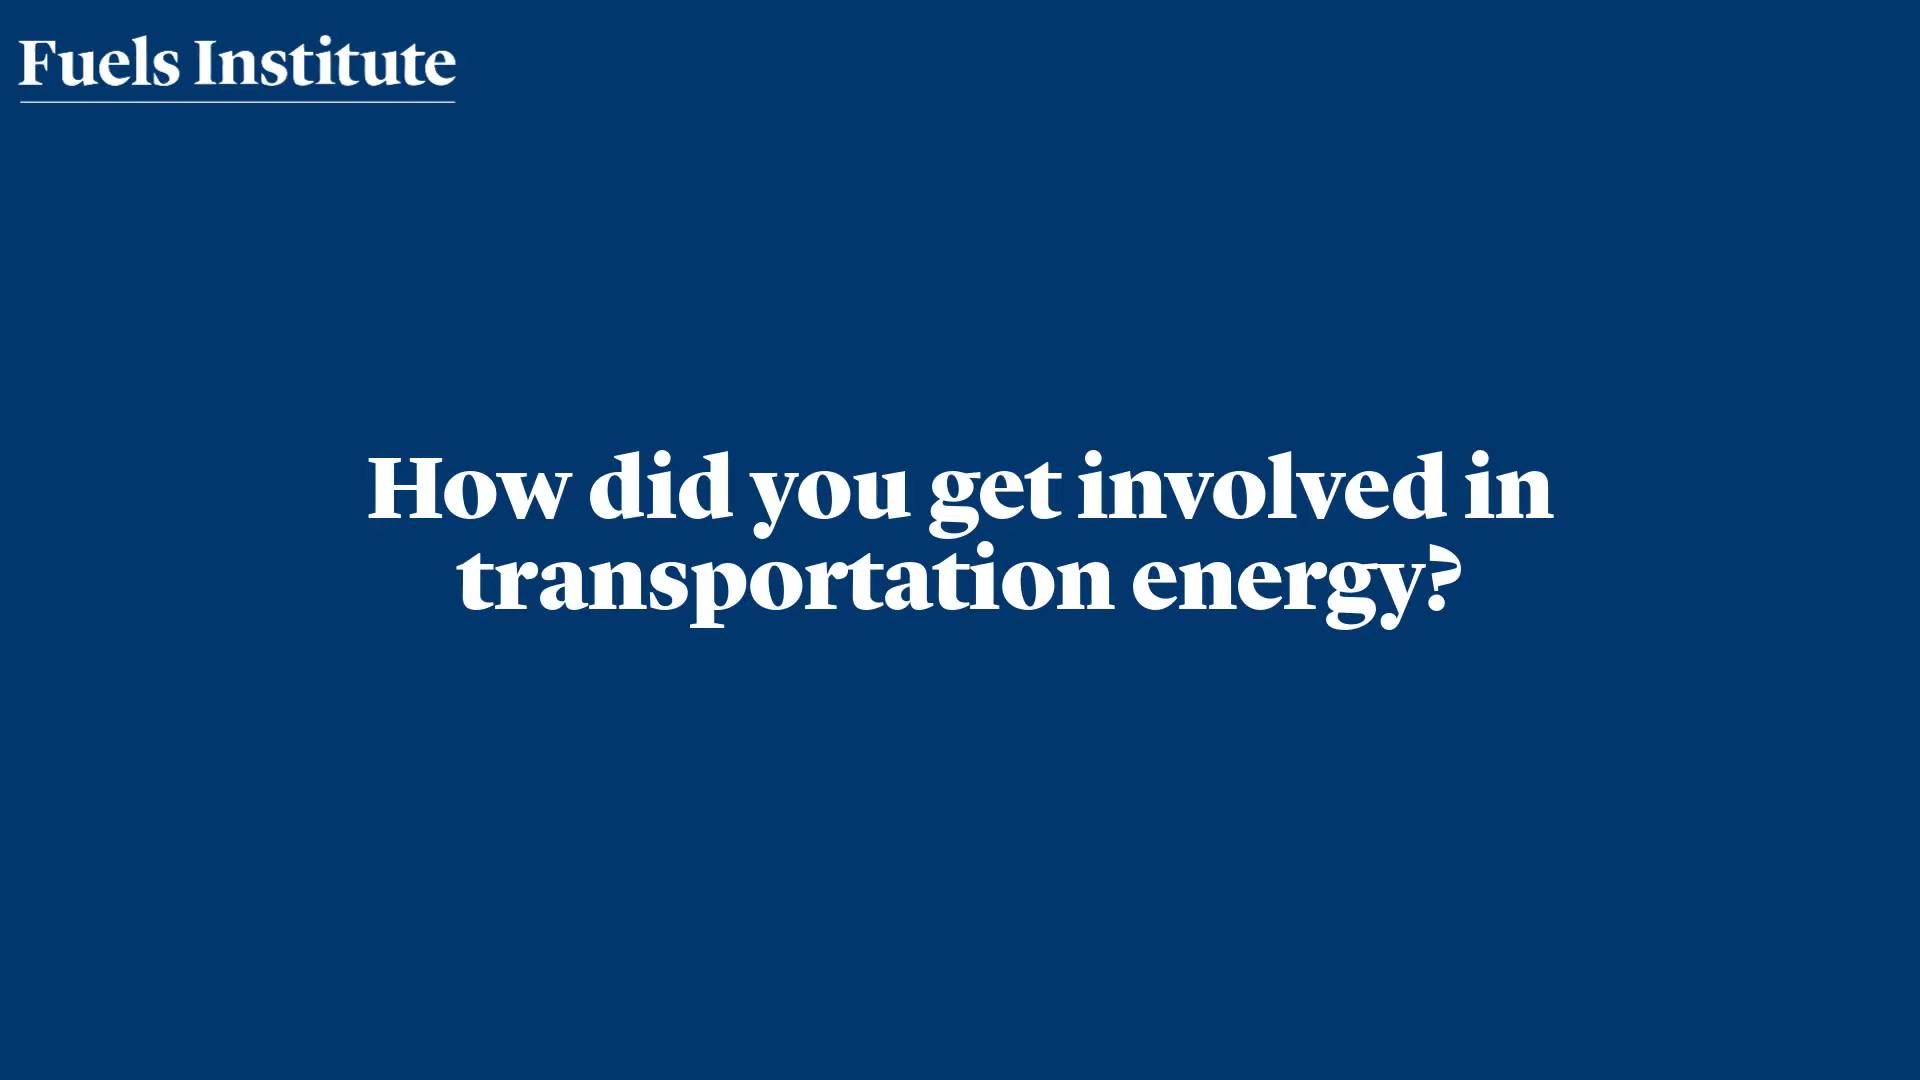 Fuels Institute
How did you get involved in
transportation energy?